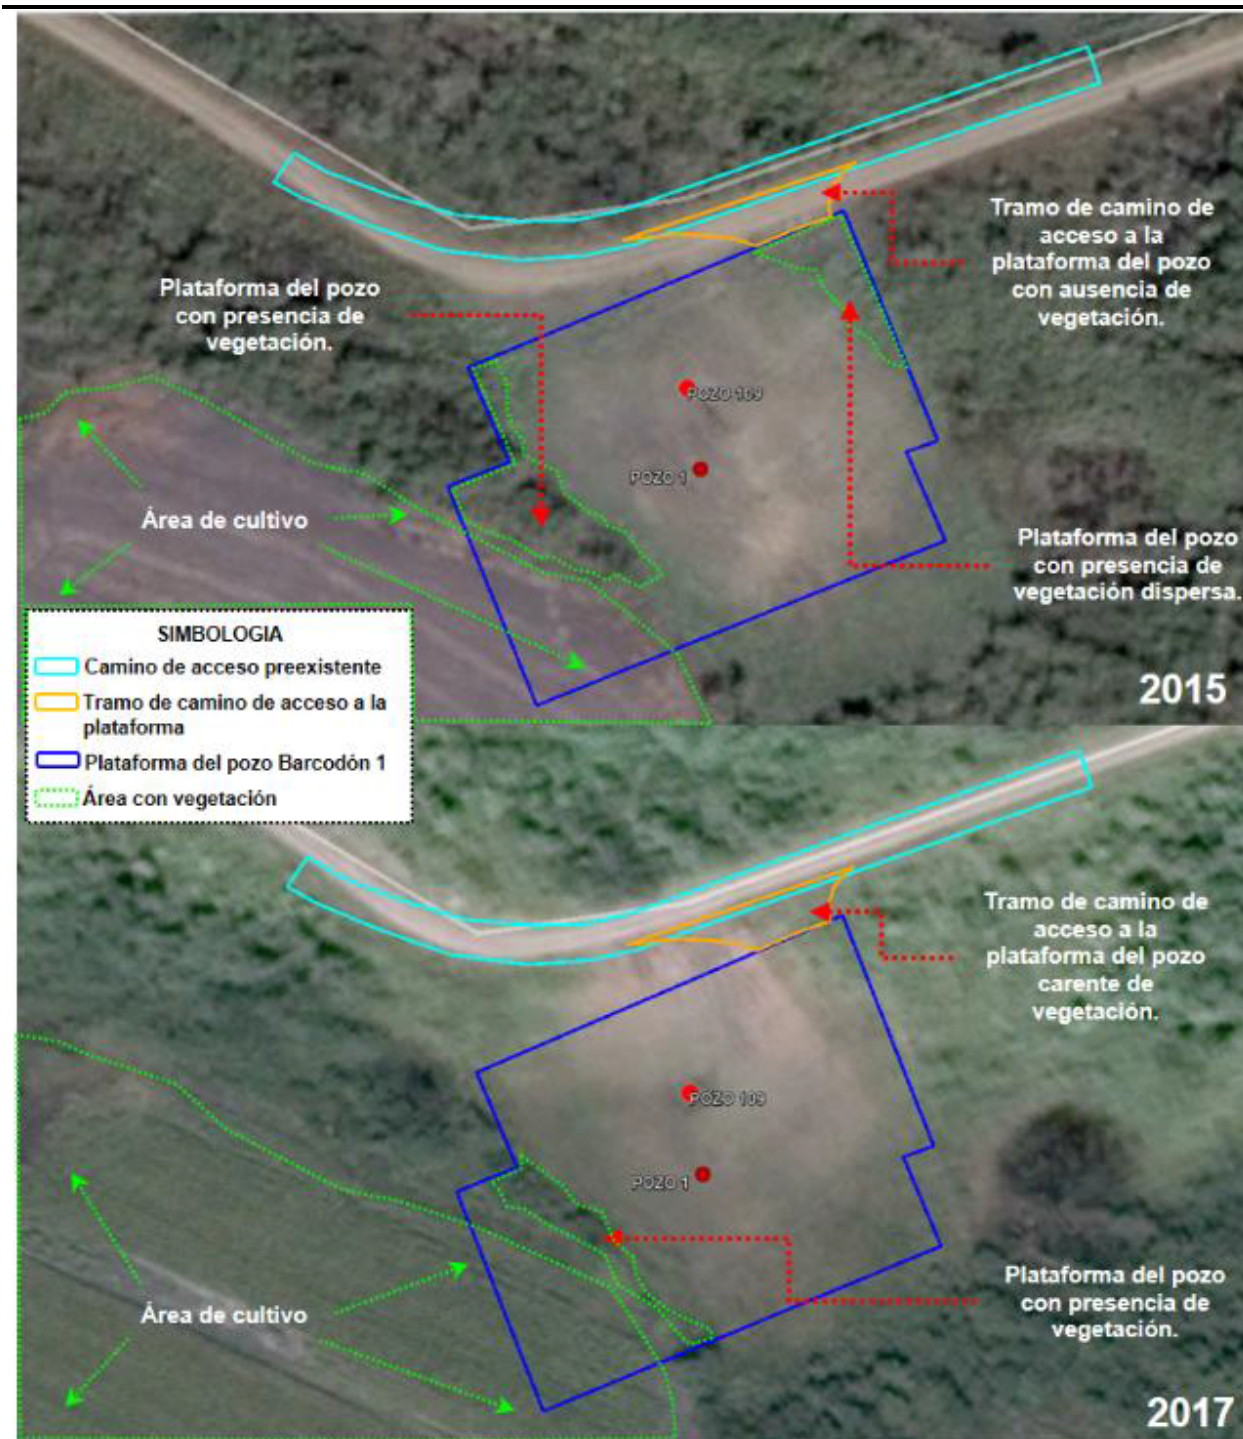 Tramo de camino de
acceso a la
plataforma del pozo
con ausencia de
vegetación.
Plataforma del pozo
con presencia de
vegetación.
POZO 109
POZO 1
Área de cultivo
Plataforma del pozo
con presencia de
vegetación dispersa.
2015
SIMBOLOGIA
Camino de acceso preexistente
Tramo de camino de acceso a la
plataforma
Plataforma del pozo Barcodón 1
Área con vegetación
Tramo de camino de
acceso a la
plataforma del pozo
carente de
vegetación.
POZO 109
POZO 1
Área de cultivo
Plataforma del pozo
con presencia de
vegetación.
2017